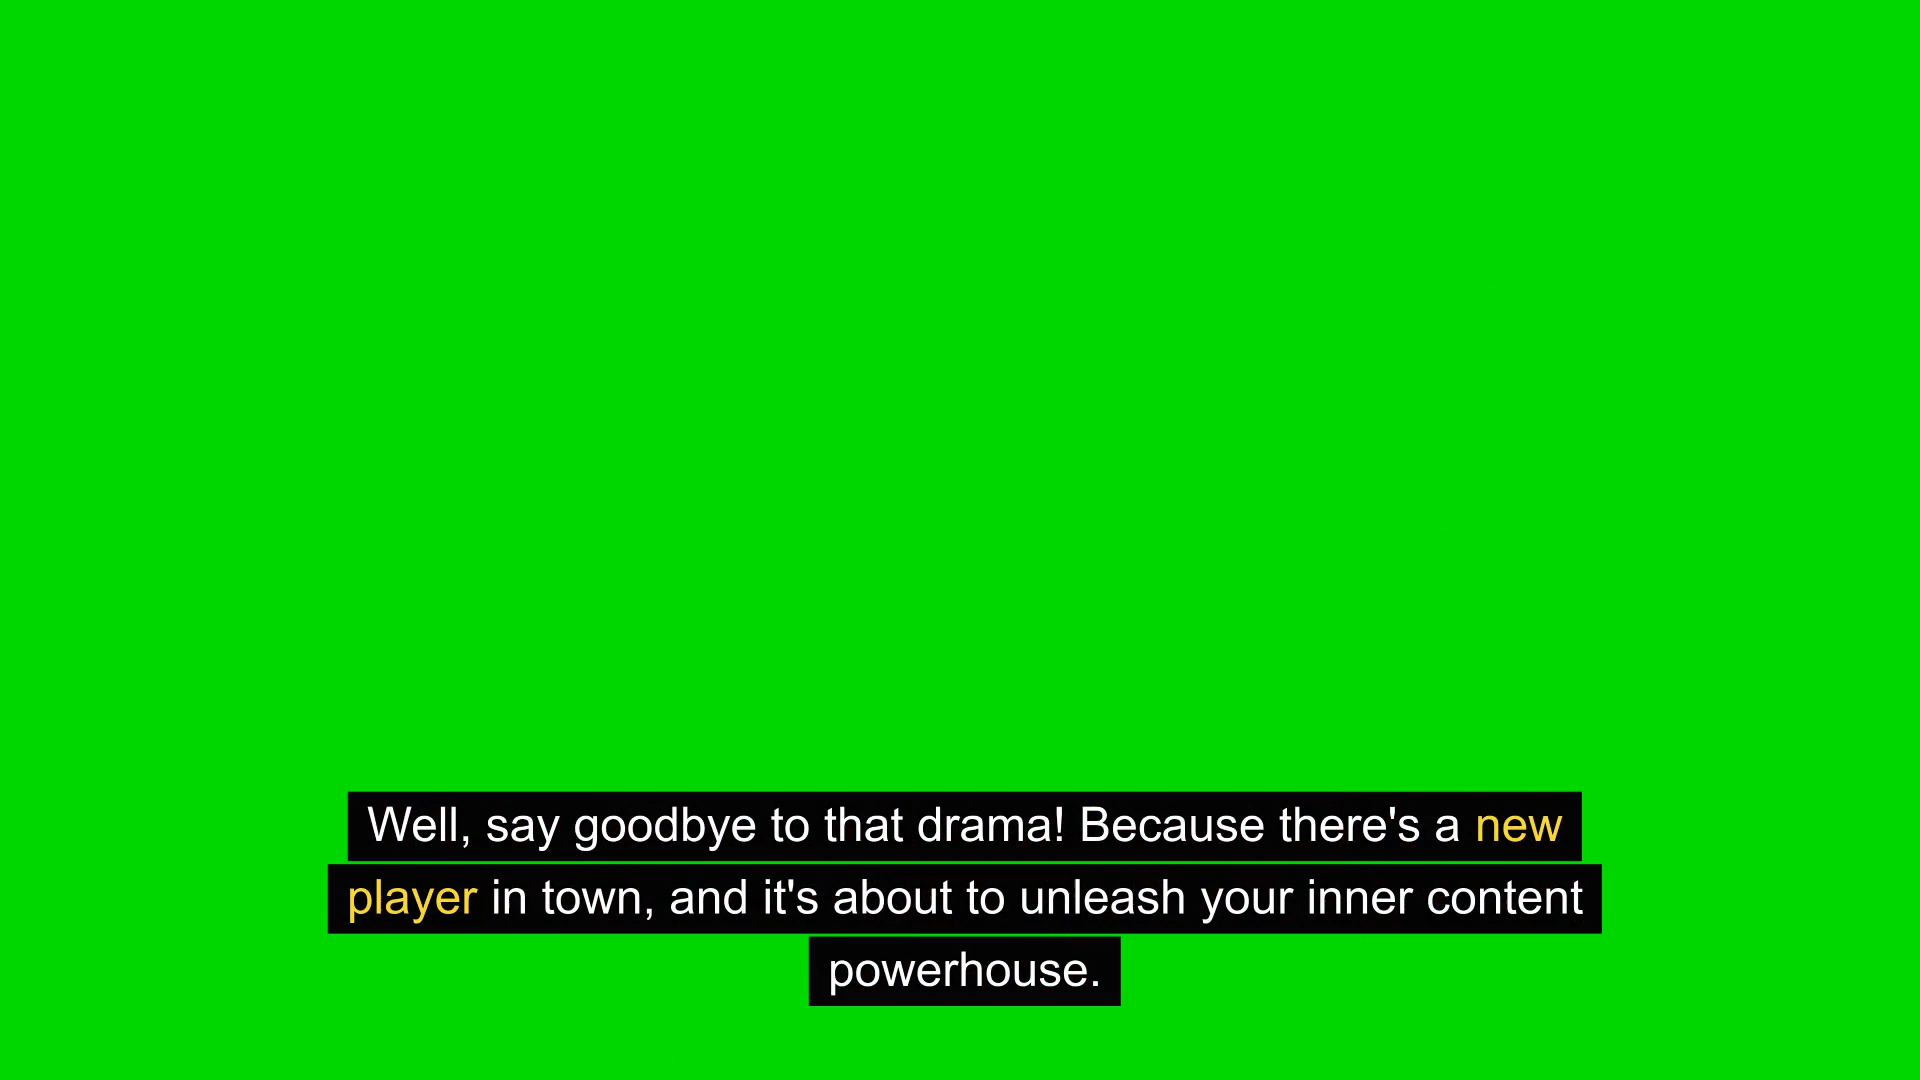 Well, say goodbye to that drama! Because there's a new
player in town, and it's about to unleash your inner content
powerhouse.